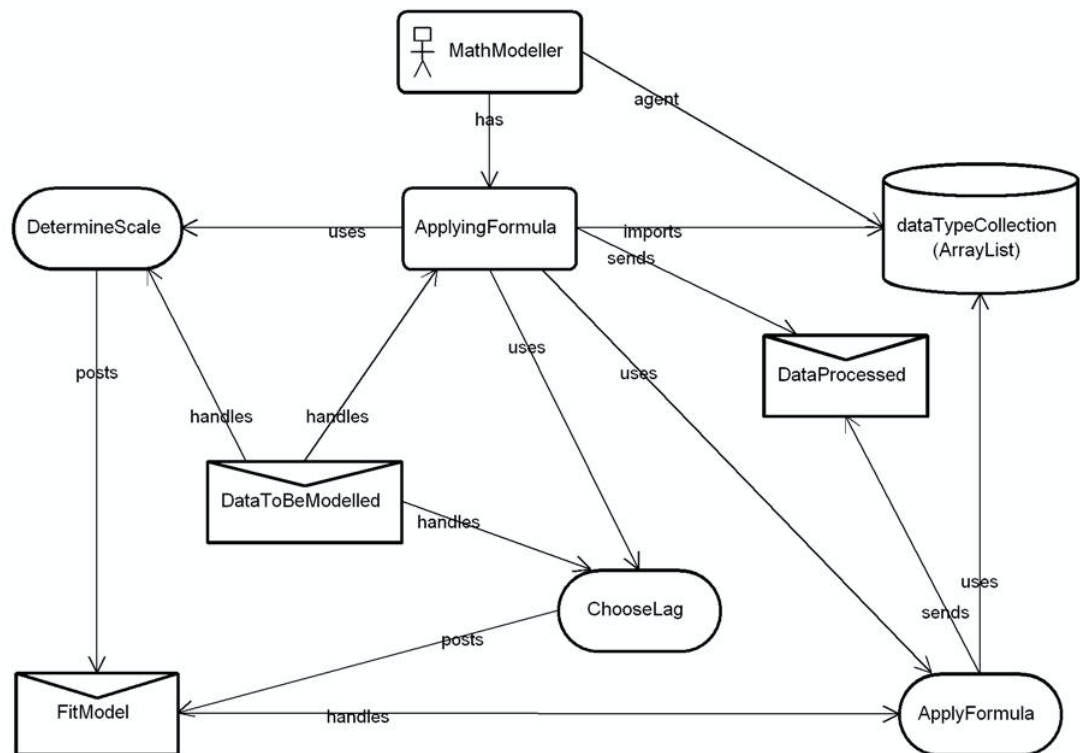 MathModeller
agent
has
DetermineScale
uses
ApplyingFormula
imports
sends
dataTypeCollection
(ArrayList)
posts
handles
handles
uses
uses
DataProcessed
DataToBeModelled
handles
ChooseLag
uses
sends
posts
FitModel
handles
ApplyFormula